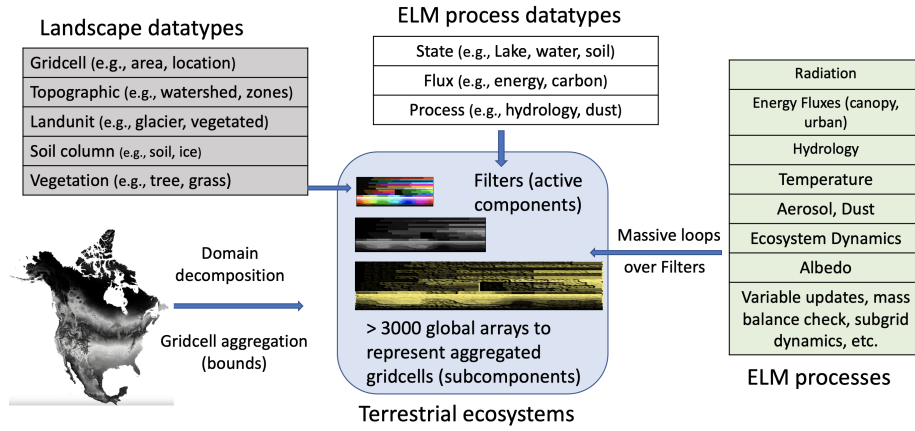 Landscape datatypes
Gridcell (e.g., area, location)
Topographic (e.g., watershed, zones)
Landunit (e.g., glacier, vegetated)
Soil column (e.g., soil, ice)
Vegetation (e.g., tree, grass)
ELM process datatypes
State (e.g., Lake, water, soil)
Flux (e.g., energy, carbon)
Process (e.g., hydrology, dust)
Radiation
Energy Fluxes (canopy,
urban)
Hydrology
Temperature
Aerosol, Dust
Ecosystem Dynamics
Albedo
Variable updates, mass
balance check, subgrid
dynamics, etc.
ELM processes
Massive loops
over Filters
Filters (active
components)
> 3000 global arrays to
represent aggregated
gridcells (subcomponents)
Terrestrial ecosystems
Domain
decomposition
Gridcell aggregation
(bounds)